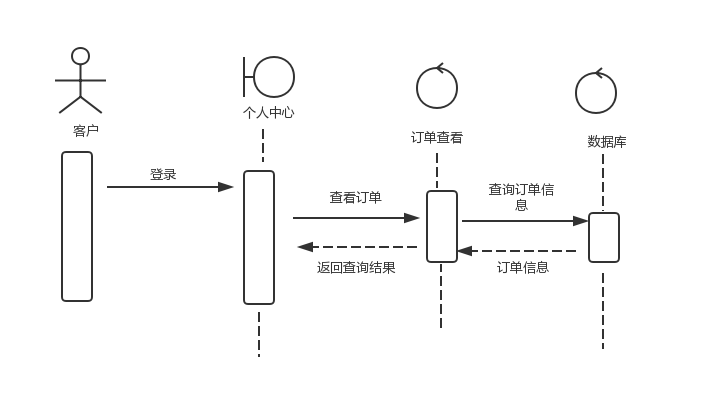 个人中心
客户
订单查看
数据库
登录
查看订单
查询订单信
息
返回查询结果
订单信息